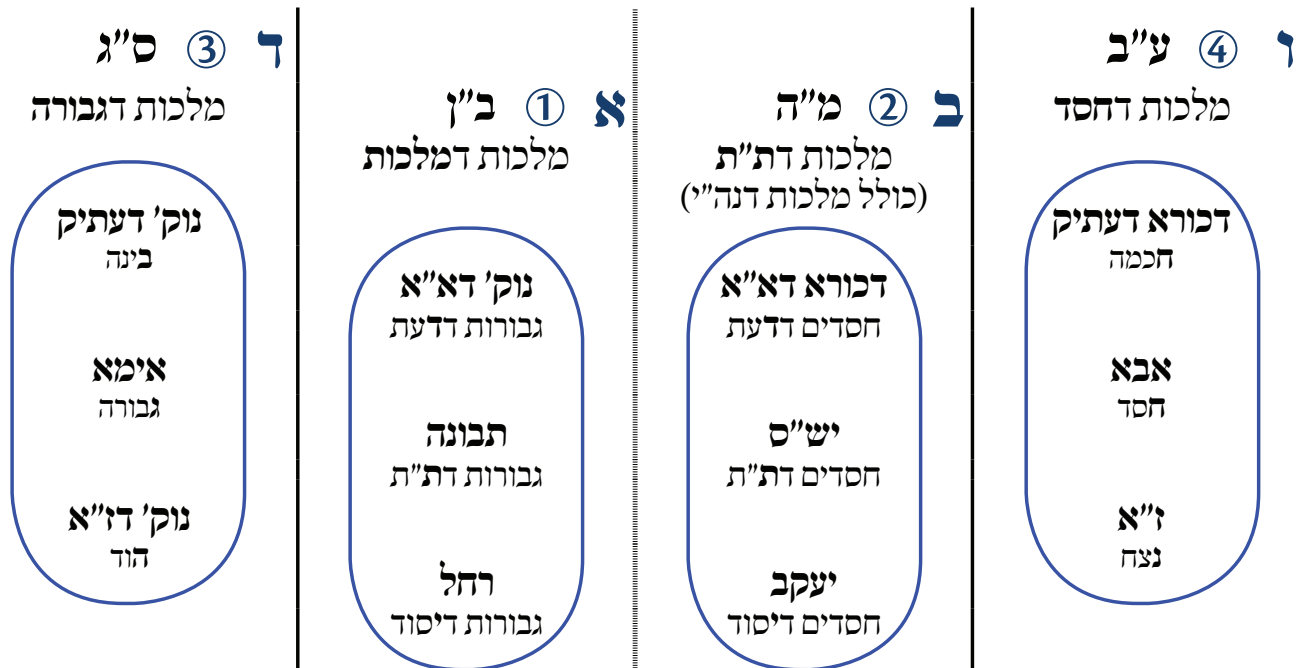 ו ④ ע״ב
מלכות דחסד
דכורא דעתיק
חכמה
אבא
חסד
ז״א
נצח
ב ② מ״ה
מלכות דת״ת
(כולל מלכות דנה״י)
דכורא דא״א
חסדים דדעת
יש״ס
חסדים דת״ת
יעקב
חסדים דיסוד
א ① ב״ן
מלכות דמלכות
נוק׳ דא״א
גבורות דדעת
תבונה
גבורות דת״ת
רחל
גבורות דיסוד
ד ③ ס״ג
מלכות דגבורה
נוק׳ דעתיק
בינה
אימא
גבורה
נוק׳ דז״א
הוד